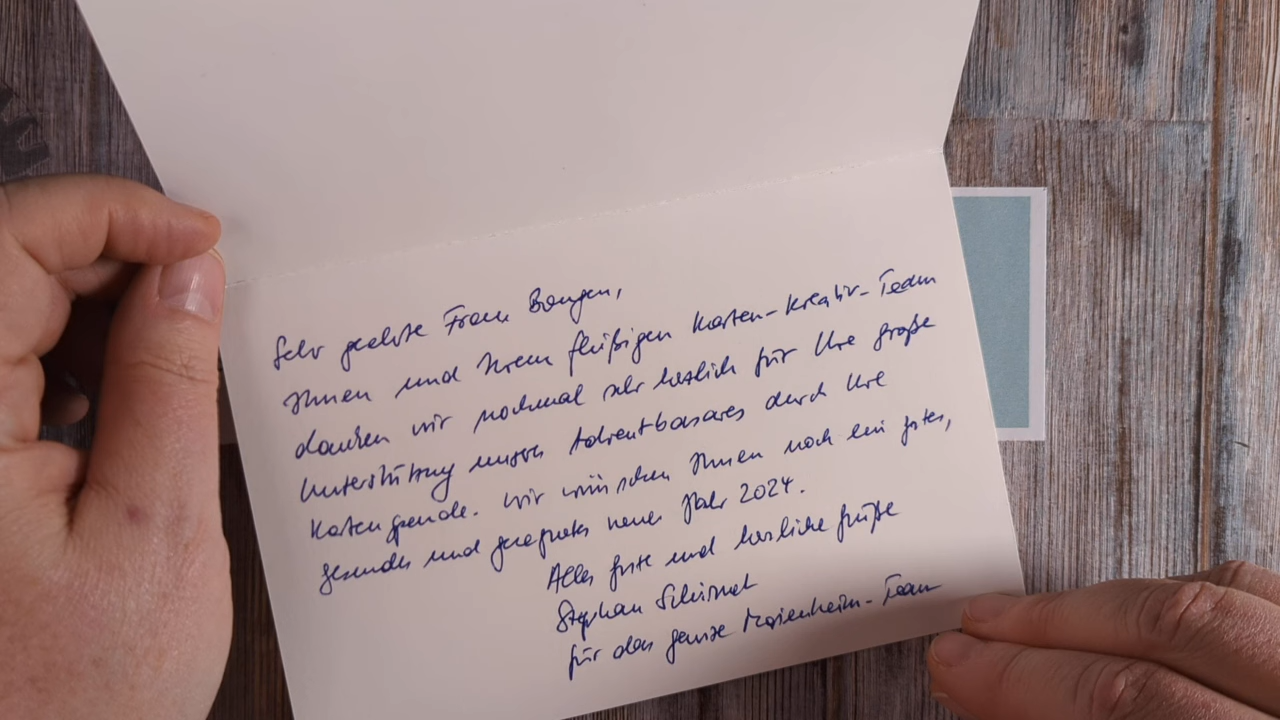 Sehr geehrte Frau Bongen,
Ihnen und Ihrem fleißigen Karten-Kreativ-Team
danken wir nochmal sehr herzlich für Ihre große
Unterstützung unseres Adventbasares durch Ihre
Kartenspende. Wir wünschen Ihnen noch ein gutes,
gesundes und gesegnetes neues Jahr 2024.
Alles Gute und herzliche Grüße
Stephan
für das ganze Marienheim-Team